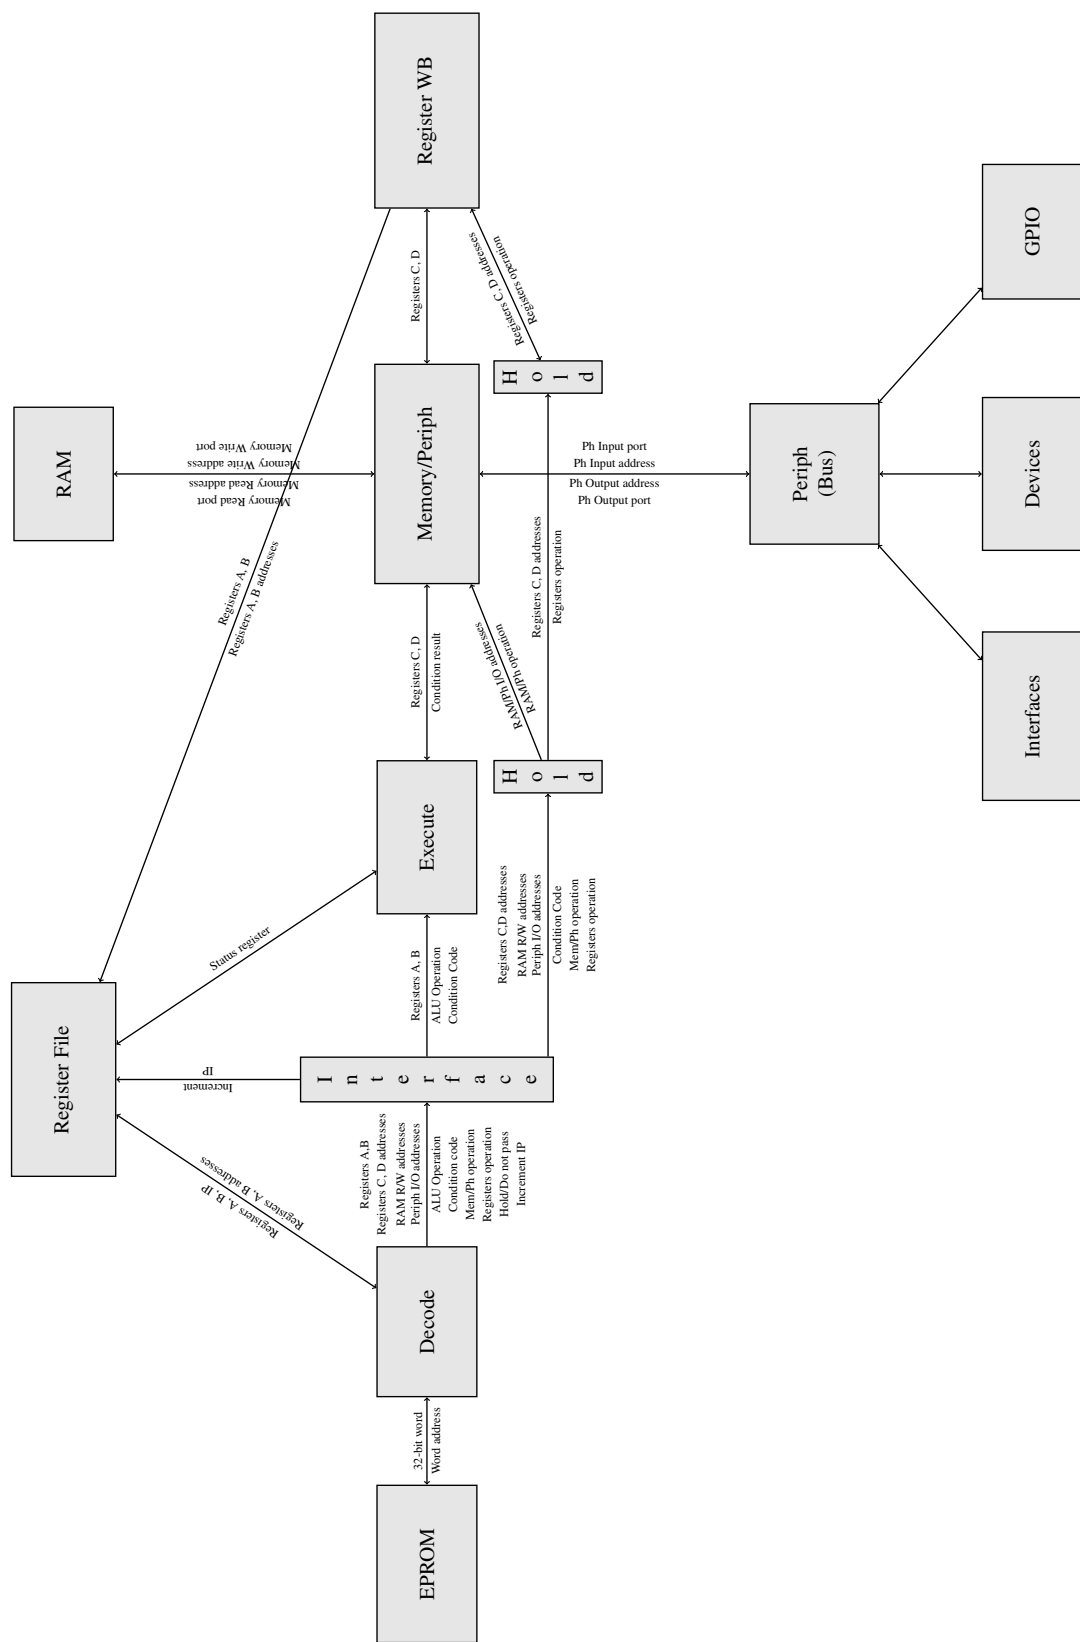 Register WB
RAM
Memory Write port
Memory Write address
Memory Read address
Memory Read port
Registers C, D
Registers C, D addresses
Registers operation
GPIO
H
o
l
d
Memory/Periph
Ph Input port
Ph Input address
Ph Output address
Ph Output port
Periph
(Bus)
Devices
Registers A, B
Registers A, B addresses
Registers C, D
Condition result
RAM/Ph I/O addresses
RAM/Ph operation
Registers C, D addresses
Registers operation
Interfaces
Execute
H
o
l
d
Status register
Register File
Registers A, B
ALU Operation
Condition Code
Registers C,D addresses
RAM R/W addresses
Periph I/O addresses
Condition Code
Mem/Ph operation
Registers operation
Increment
IP
I
n
t
e
r
f
a
c
e
Registers A, B addresses
Registers A, B, IP
Registers A,B
Registers C, D addresses
RAM R/W addresses
Periph I/O addresses
ALU Operation
Condition code
Mem/Ph operation
Registers operation
Hold/Do not pass
Increment IP
Decode
32-bit word
Word address
EPROM